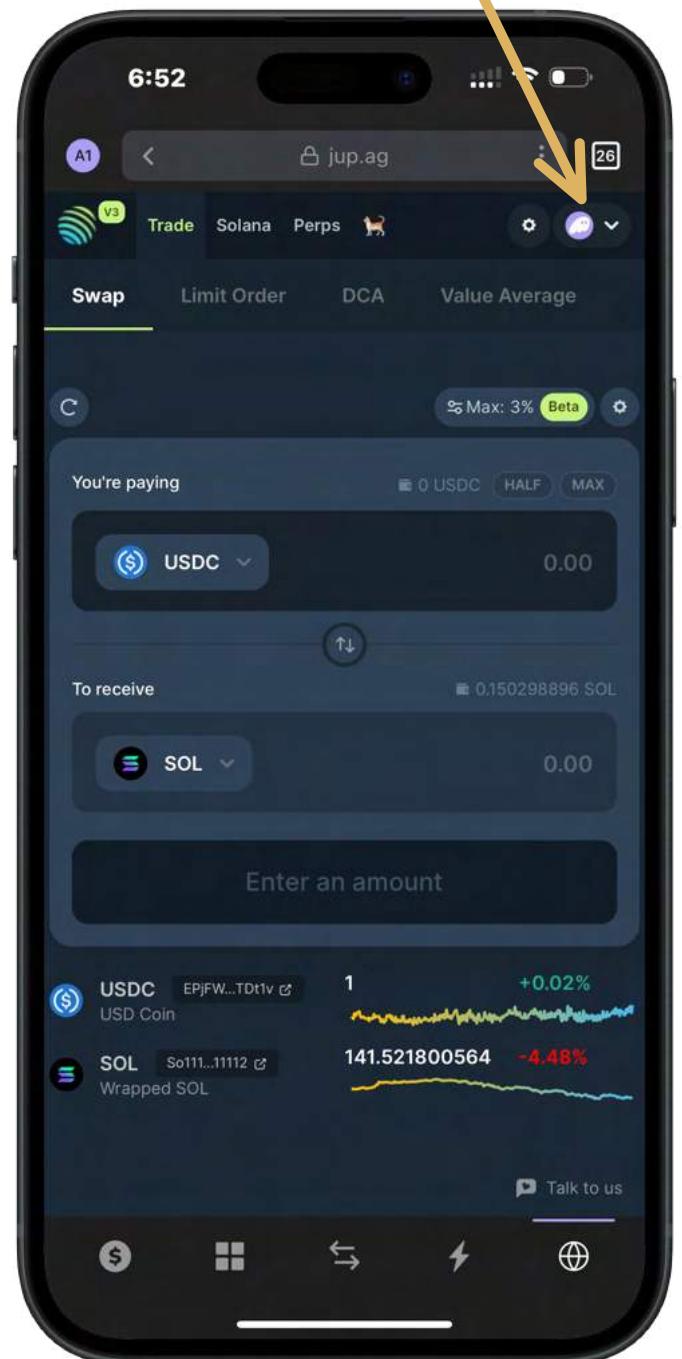 6:52
A1 jup.ag 26
V3 Trade Solana Perps
Swap Limit Order DCA Value Average
Max: 3% Beta
You're paying 0 USDC HALF MAX
USDC 0.00
To receive 0.150298896 SOL
SOL 0.00
Enter an amount
USDC EPjFW...TDt1v 1 +0.02%
USD Coin
SOL So111...11112 141.521800564 -4.48%
Wrapped SOL
Talk to us